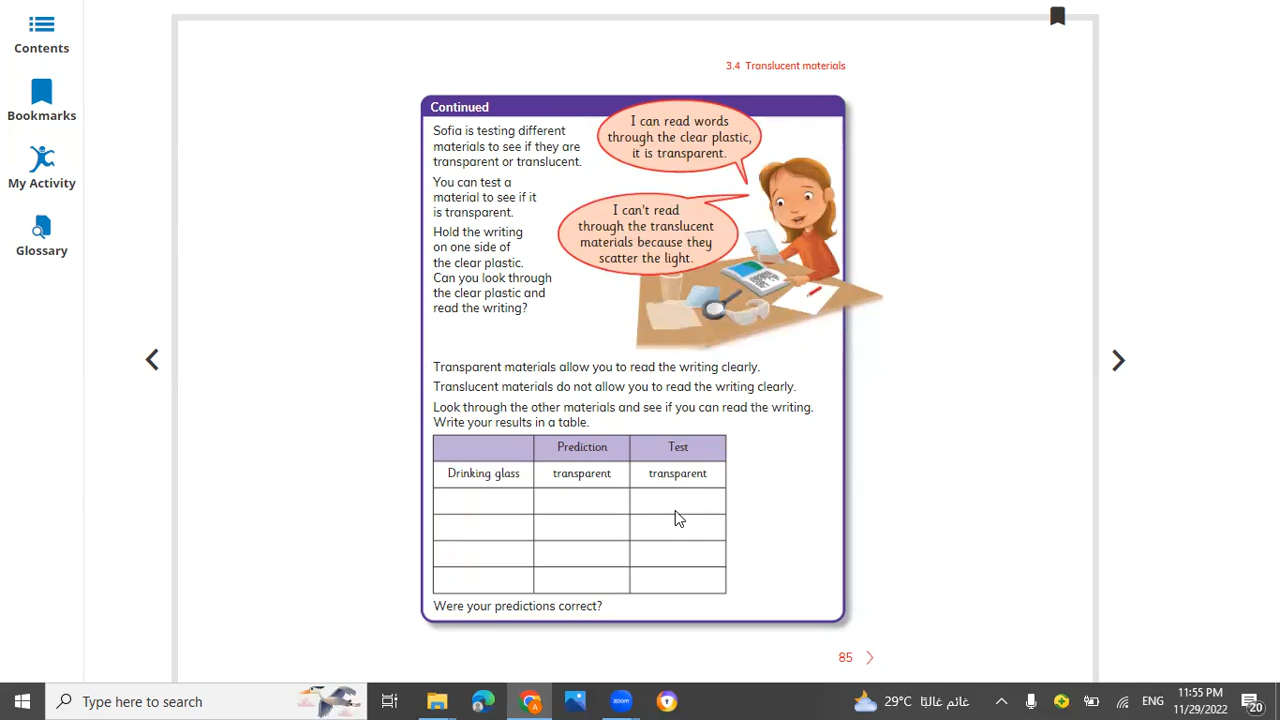 Contents
Bookmarks
My Activity
Glossary
3.4 Translucent materials
Continued
Sofia is testing different
materials to see if they are
transparent or translucent.
You can test a
material to see if it
is transparent.
Hold the writing
on one side of
the clear plastic.
Can you look through
the clear plastic and
read the writing?
I can read words
through the clear plastic,
it is transparent.
I can't read
through the translucent
materials because they
scatter the light.
Transparent materials allow you to read the writing clearly.
Translucent materials do not allow you to read the writing clearly.
Look through the other materials and see if you can read the writing.
Write your results in a table.
Prediction Test
Drinking glass transparent transparent
Were your predictions correct?
85
Type here to search
zoom
29°C غائم غالبًا
ENG
11:55 PM
11/29/2022
20